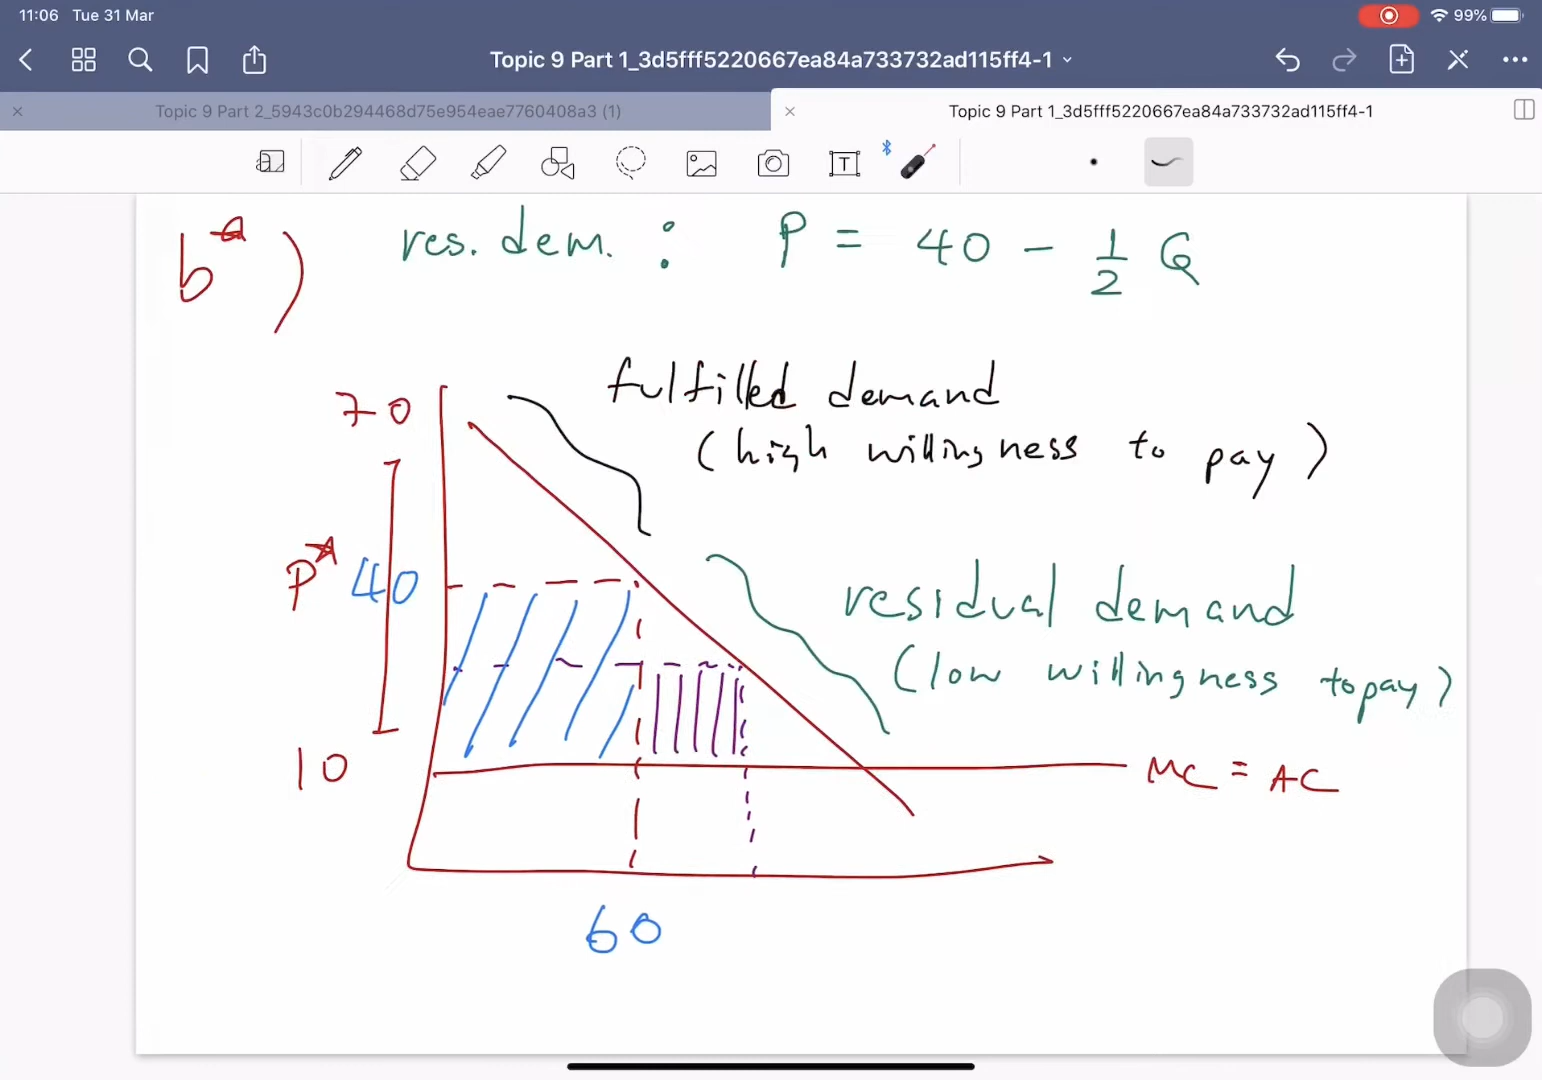 11:06 Tue 31 Mar
99%
Topic 9 Part 1_3d5fff5220667ea84a733732ad115ff4-1
Topic 9 Part 2_5943c0b294468d75e954eae7760408a3 (1)
Topic 9 Part 1_3d5fff5220667ea84a733732ad115ff4-1
T
b* ) res. dem. : P = 40 - 1/2 Q
fulfilled demand
70
(high willingness to pay)
P* 40
residual demand
(low willingness to pay)
10
MC = AC
60